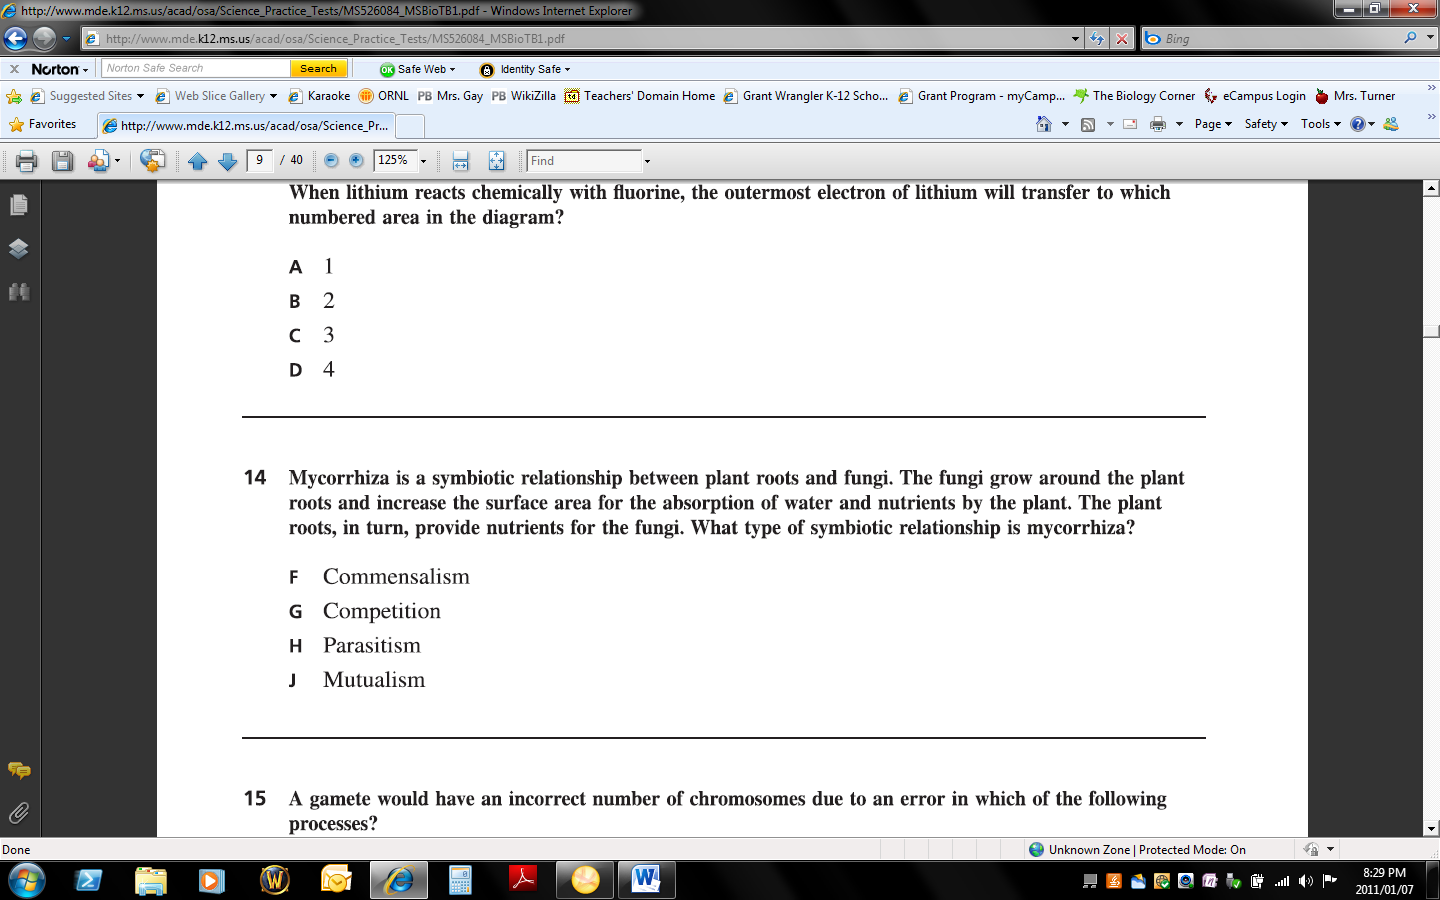 http://www.mde.k12.ms.us/acad/osa/Science_Practice_Tests/MS526084_MSBioTB1.pdf - Windows Internet Explorer
http://www.mde.k12.ms.us/acad/osa/Science_Practice_Tests/MS526084_MSBioTB1.pdf
Bing
x Norton Norton Safe Search Search OK Safe Web Identity Safe
Suggested Sites Web Slice Gallery Karaoke ORNL PB Mrs. Gay PB WikiZilla td Teachers' Domain Home Grant Wrangler K-12 Scho... Grant Program - myCamp... The Biology Corner eCampus Login Mrs. Turner
Favorites http://www.mde.k12.ms.us/acad/osa/Science_Pr... Page Safety Tools
9 / 40 125% Find
When lithium reacts chemically with fluorine, the outermost electron of lithium will transfer to which
numbered area in the diagram?
A 1
B 2
C 3
D 4
14 Mycorrhiza is a symbiotic relationship between plant roots and fungi. The fungi grow around the plant
roots and increase the surface area for the absorption of water and nutrients by the plant. The plant
roots, in turn, provide nutrients for the fungi. What type of symbiotic relationship is mycorrhiza?
F Commensalism
G Competition
H Parasitism
J Mutualism
15 A gamete would have an incorrect number of chromosomes due to an error in which of the following
processes?
Done Unknown Zone | Protected Mode: On
8:29 PM
2011/01/07